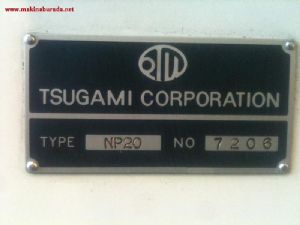 www.makinaburada.net
TSUGAMI CORPORATION
TYPE NP20 NO 7206